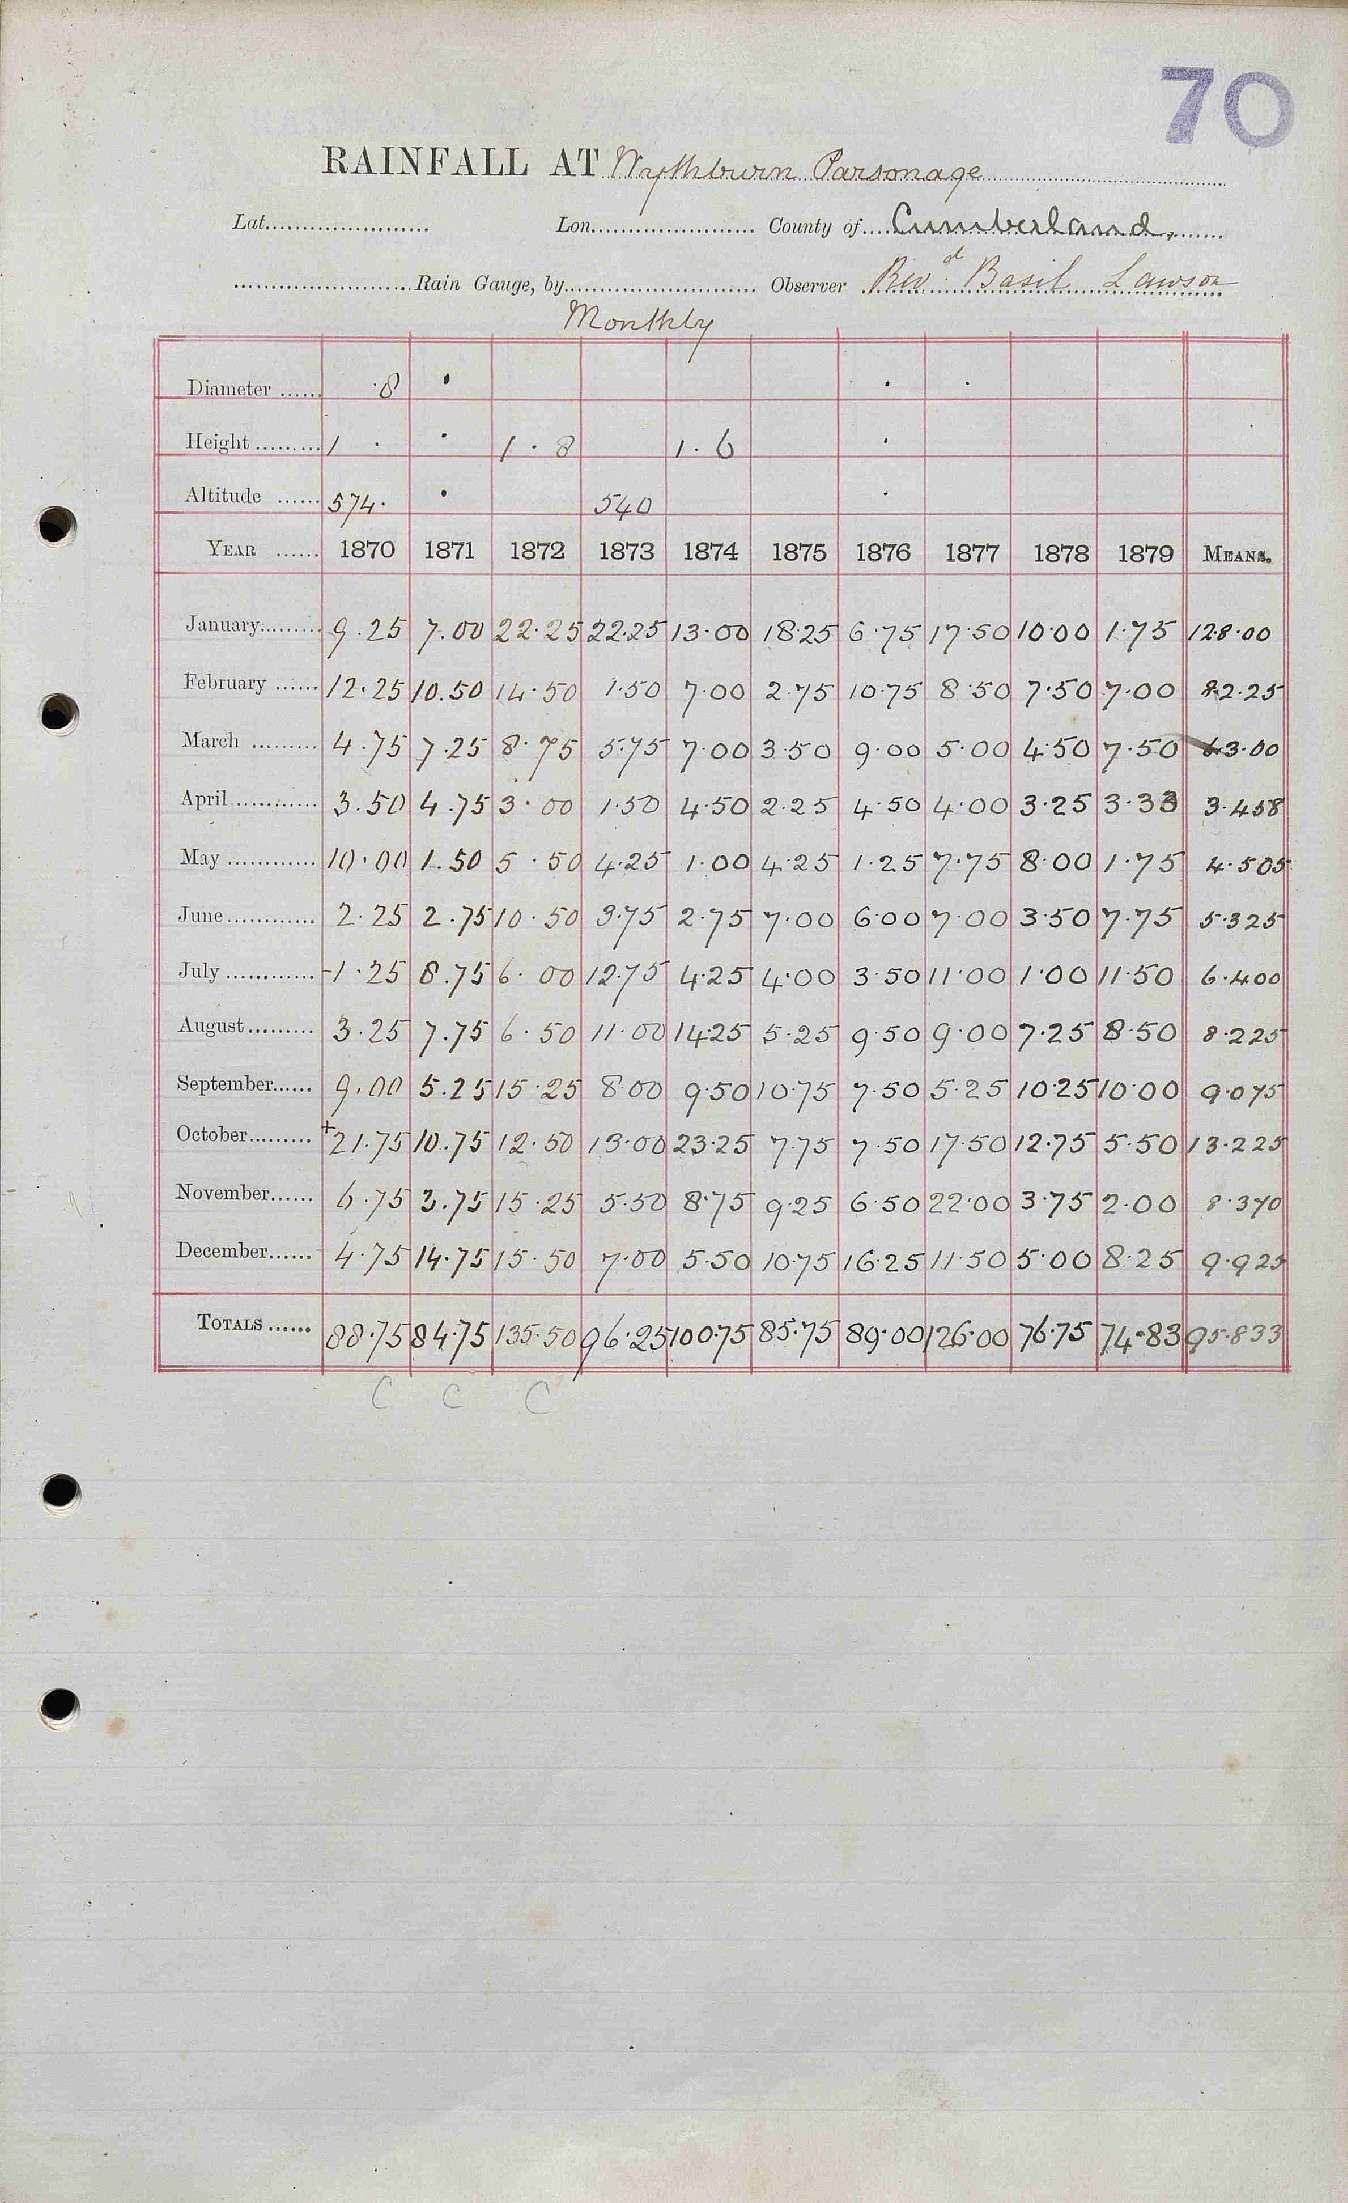 70
RAINFALL AT Wythburn Parsonage
Lat. Lon. County of Cumberland.
Rain Gauge, by Observer Revd Basil Lawson
Monthly
Diameter ·8
Height 1 · 1·8 1·6
Altitude 574· 540
YEAR 1870 1871 1872 1873 1874 1875 1876 1877 1878 1879 MEANS.
January 9.25 7.00 22.25 22.25 13.00 18.25 6.75 17.50 10.00 1.75 128.00
February 12.25 10.50 14.50 1.50 7.00 2.75 10.75 8.50 7.50 7.00 82.25
March 4.75 7.25 8.75 5.75 7.00 3.50 9.00 5.00 4.50 7.50 63.00
April 3.50 4.75 3.00 1.50 4.50 2.25 4.50 4.00 3.25 3.33 3.458
May 10.00 1.50 5.50 4.25 1.00 4.25 1.25 7.75 8.00 1.75 4.505
June 2.25 2.75 10.50 3.75 2.75 7.00 6.00 7.00 3.50 7.75 5.325
July -1.25 8.75 6.00 12.75 4.25 4.00 3.50 11.00 1.00 11.50 6.400
August 3.25 7.75 6.50 11.00 14.25 5.25 9.50 9.00 7.25 8.50 8.225
September 9.00 5.25 15.25 8.00 9.50 10.75 7.50 5.25 10.25 10.00 9.075
October +21.75 10.75 12.50 13.00 23.25 7.75 7.50 17.50 12.75 5.50 13.225
November 6.75 3.75 15.25 5.50 8.75 9.25 6.50 22.00 3.75 2.00 8.370
December 4.75 14.75 15.50 7.00 5.50 10.75 16.25 11.50 5.00 8.25 9.925
TOTALS 88.75 84.75 135.50 96.25 100.75 85.75 89.00 126.00 76.75 74.83 95.833
C C C